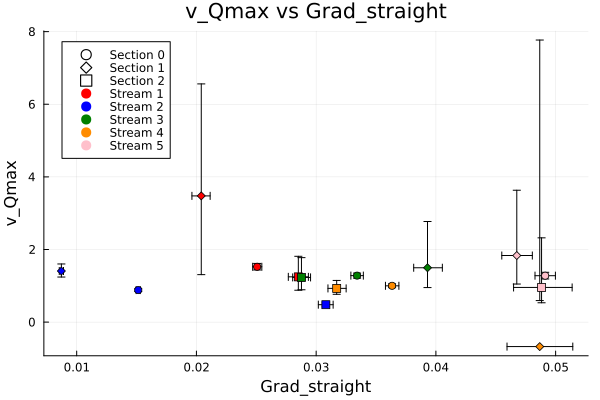 v_Qmax vs Grad_straight
8
6
4
2
0
v_Qmax
Section 0
Section 1
Section 2
Stream 1
Stream 2
Stream 3
Stream 4
Stream 5
0.01 0.02 0.03 0.04 0.05
Grad_straight